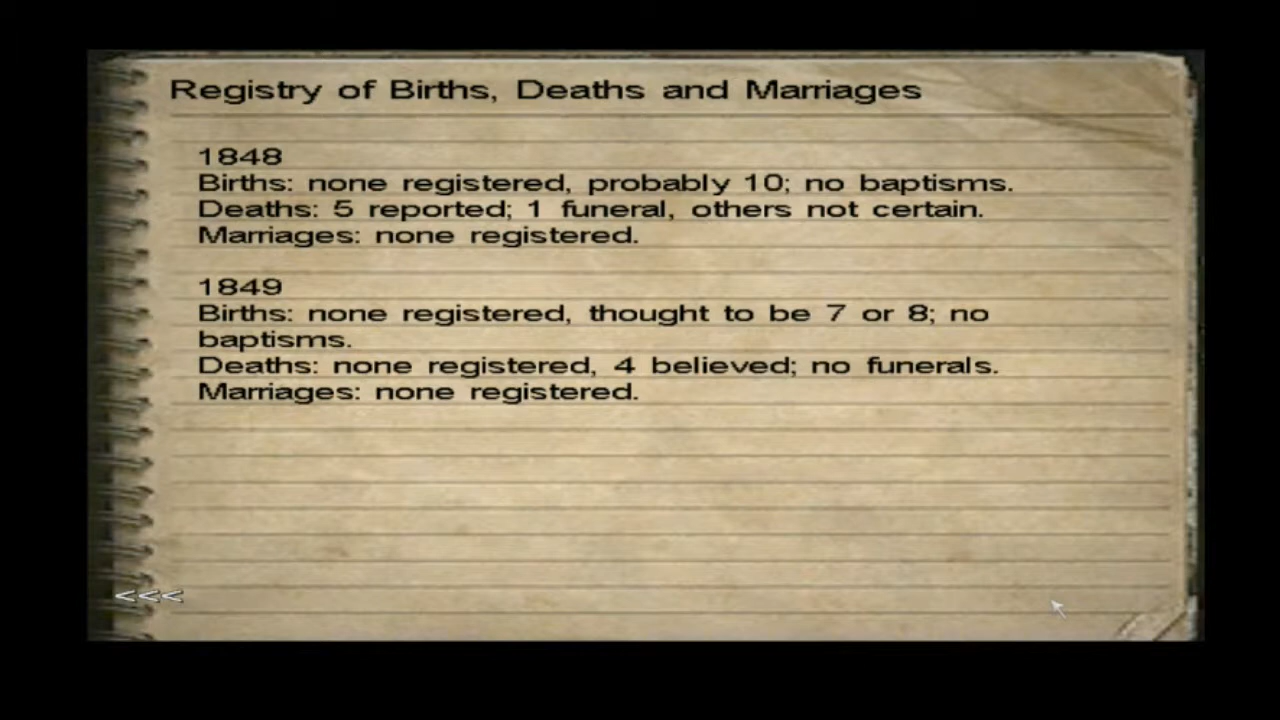 Registry of Births, Deaths and Marriages
1848
Births: none registered, probably 10; no baptisms.
Deaths: 5 reported; 1 funeral, others not certain.
Marriages: none registered.
1849
Births: none registered, thought to be 7 or 8; no
baptisms.
Deaths: none registered, 4 believed; no funerals.
Marriages: none registered.
<<<